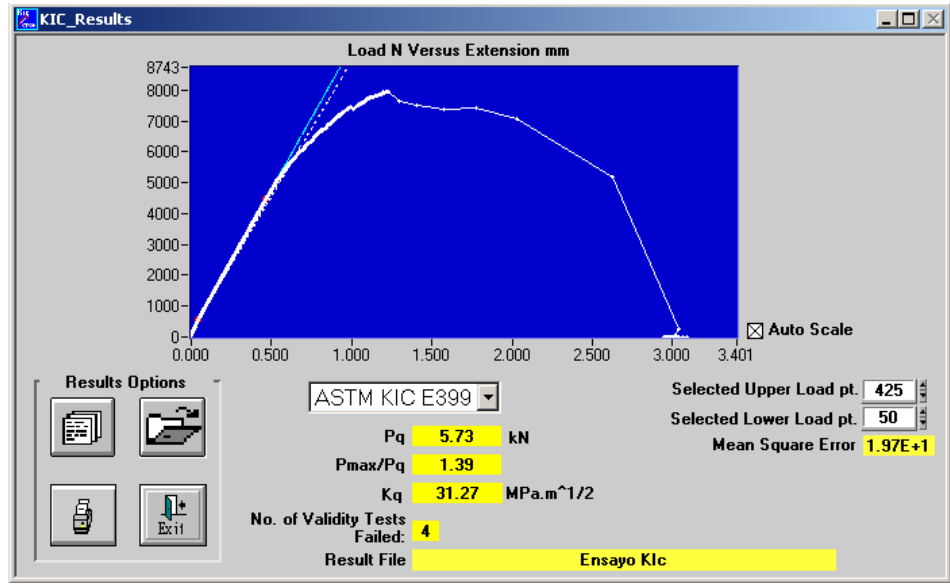 KIC_Results
Load N Versus Extension mm
8743
8000
7000
6000
5000
4000
3000
2000
1000
0
0.000 0.500 1.000 1.500 2.000 2.500 3.000 3.401
Auto Scale
Results Options
Exit
ASTM KIC E399
Pq 5.73 kN
Pmax/Pq 1.39
Kq 31.27 MPa.m^1/2
No. of Validity Tests
Failed: 4
Result File Ensayo KIc
Selected Upper Load pt. 425
Selected Lower Load pt. 50
Mean Square Error 1.97E+1